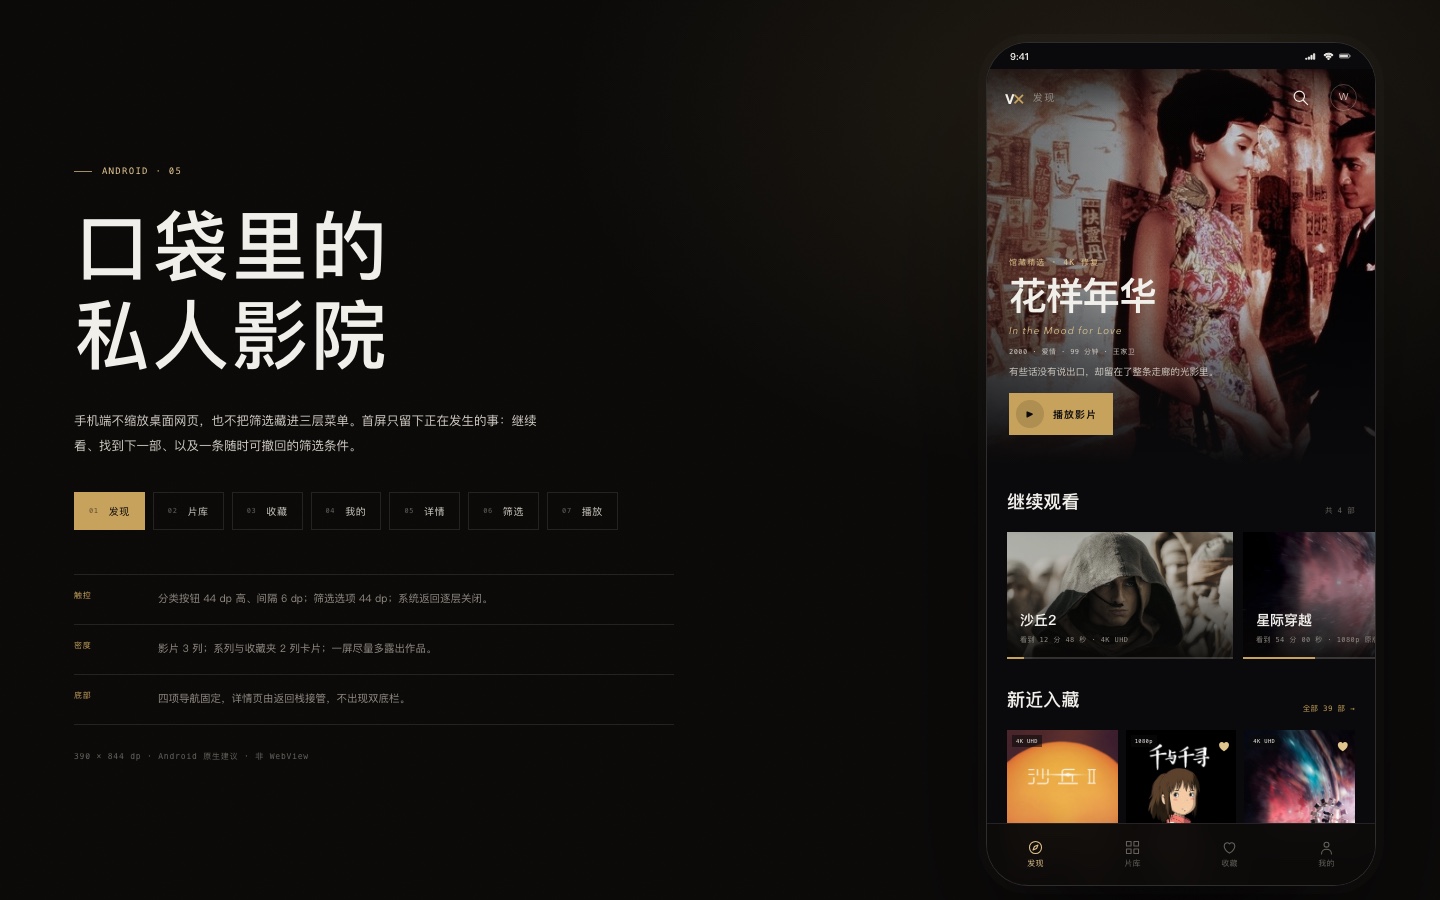 ANDROID · 05
口袋里的
私人影院
手机端不缩放桌面网页，也不把筛选藏进三层菜单。首屏只留下正在发生的事：继续
看、找到下一部、以及一条随时可撤回的筛选条件。
01 发现
02 片库
03 收藏
04 我的
05 详情
06 筛选
07 播放
触控 分类按钮 44 dp 高、间隔 6 dp；筛选选项 44 dp；系统返回逐层关闭。
密度 影片 3 列；系列与收藏夹 2 列卡片；一屏尽量多露出作品。
底部 四项导航固定，详情页由返回栈接管，不出现双底栏。
390 × 844 dp · Android 原生建议 · 非 WebView
9:41
VX 发现
W
快靈丹
馆藏精选 · 4K 修复
花样年华
In the Mood for Love
2000 · 爱情 · 99 分钟 · 王家卫
有些话没有说出口，却留在了整条走廊的光影里。
播放影片
继续观看
共 4 部
沙丘2
看到 12 分 48 秒 · 4K UHD
星际穿越
看到 54 分 00 秒 · 1080p
新近入藏
全部 39 部 →
4K UHD
沙丘 II
1080p
千与千寻
4K UHD
发现
片库
收藏
我的